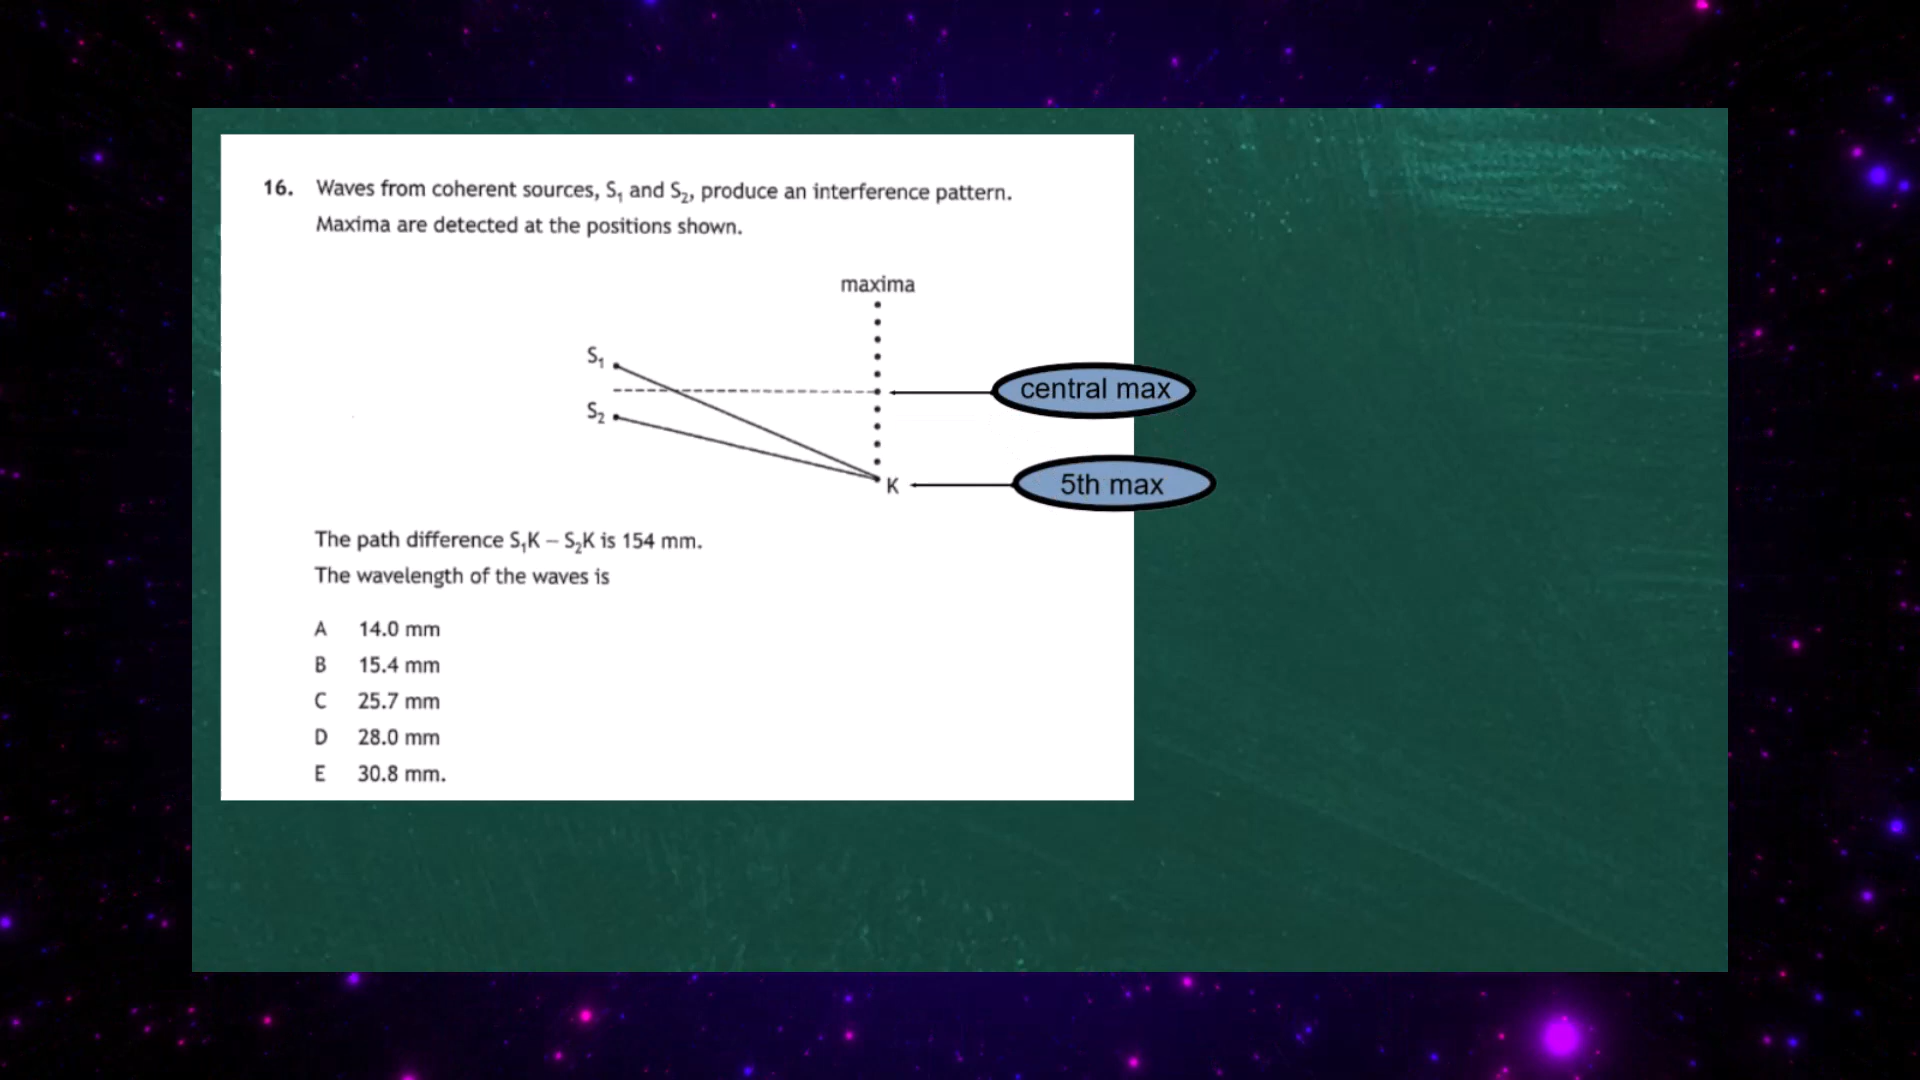 16. Waves from coherent sources, S₁ and S₂, produce an interference pattern.
Maxima are detected at the positions shown.
maxima
S₁
central max
S₂
K
5th max
The path difference S₁K – S₂K is 154 mm.
The wavelength of the waves is
A 14.0 mm
B 15.4 mm
C 25.7 mm
D 28.0 mm
E 30.8 mm.